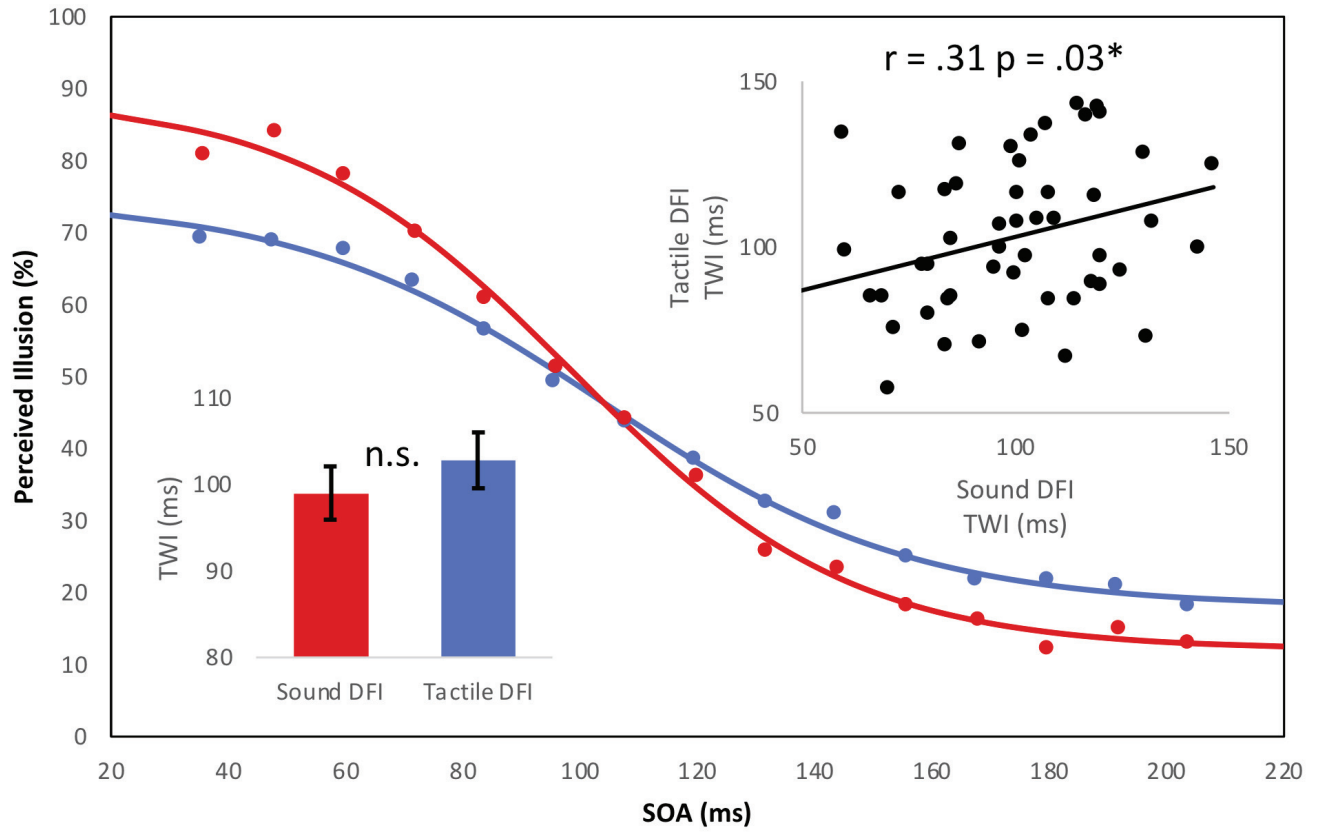 100
90
80
70
60
50
40
30
20
10
0
Perceived Illusion (%)
20 40 60 80 100 120 140 160 180 200 220
SOA (ms)
r = .31 p = .03*
150
100
50
Tactile DFI
TWI (ms)
50 100 150
Sound DFI
TWI (ms)
110
100
90
80
TWI (ms)
n.s.
Sound DFI Tactile DFI